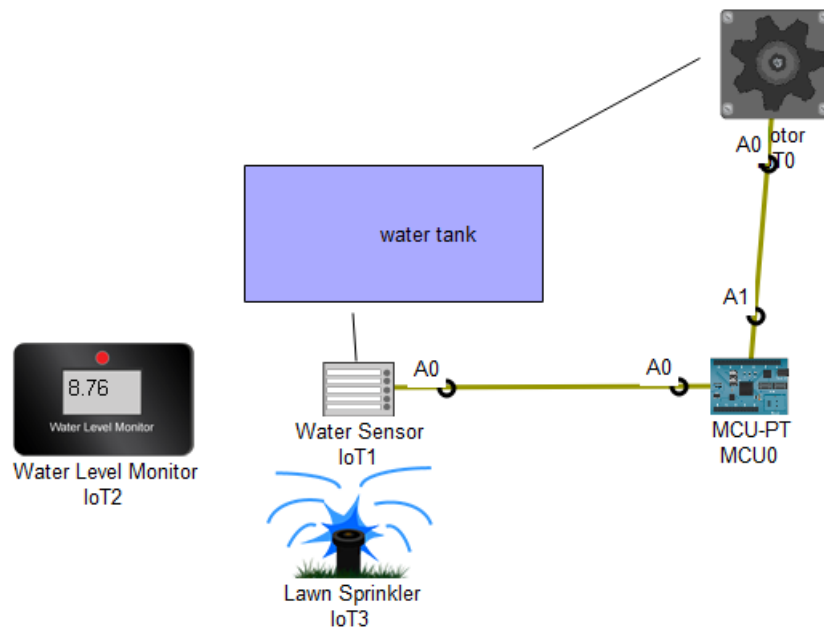 A0
otor
T0
water tank
A1
8.76
Water Level Monitor
A0
A0
Water Sensor
IoT1
MCU-PT
MCU0
Water Level Monitor
IoT2
Lawn Sprinkler
IoT3